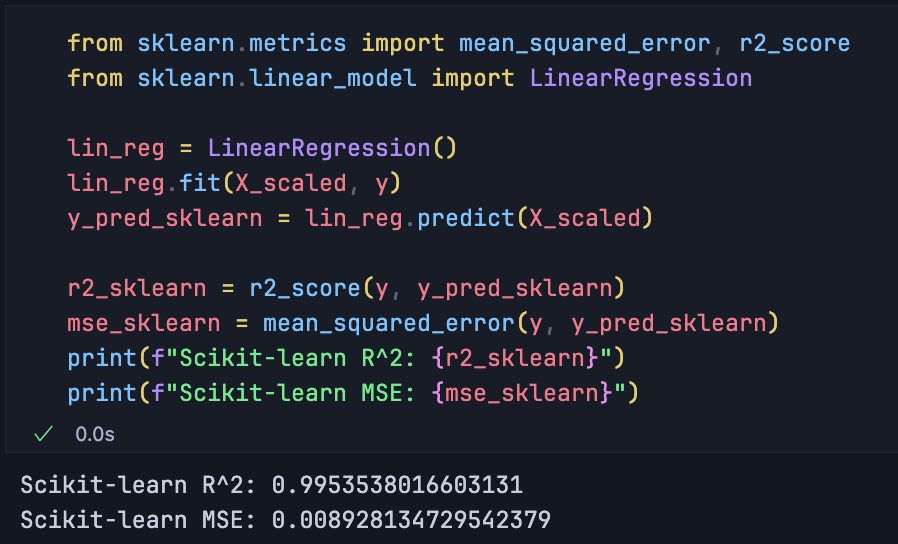 from sklearn.metrics import mean_squared_error, r2_score
from sklearn.linear_model import LinearRegression
lin_reg = LinearRegression()
lin_reg.fit(X_scaled, y)
y_pred_sklearn = lin_reg.predict(X_scaled)
r2_sklearn = r2_score(y, y_pred_sklearn)
mse_sklearn = mean_squared_error(y, y_pred_sklearn)
print(f"Scikit-learn R^2: {r2_sklearn}")
print(f"Scikit-learn MSE: {mse_sklearn}")
✓ 0.0s
Scikit-learn R^2: 0.9953538016603131
Scikit-learn MSE: 0.008928134729542379